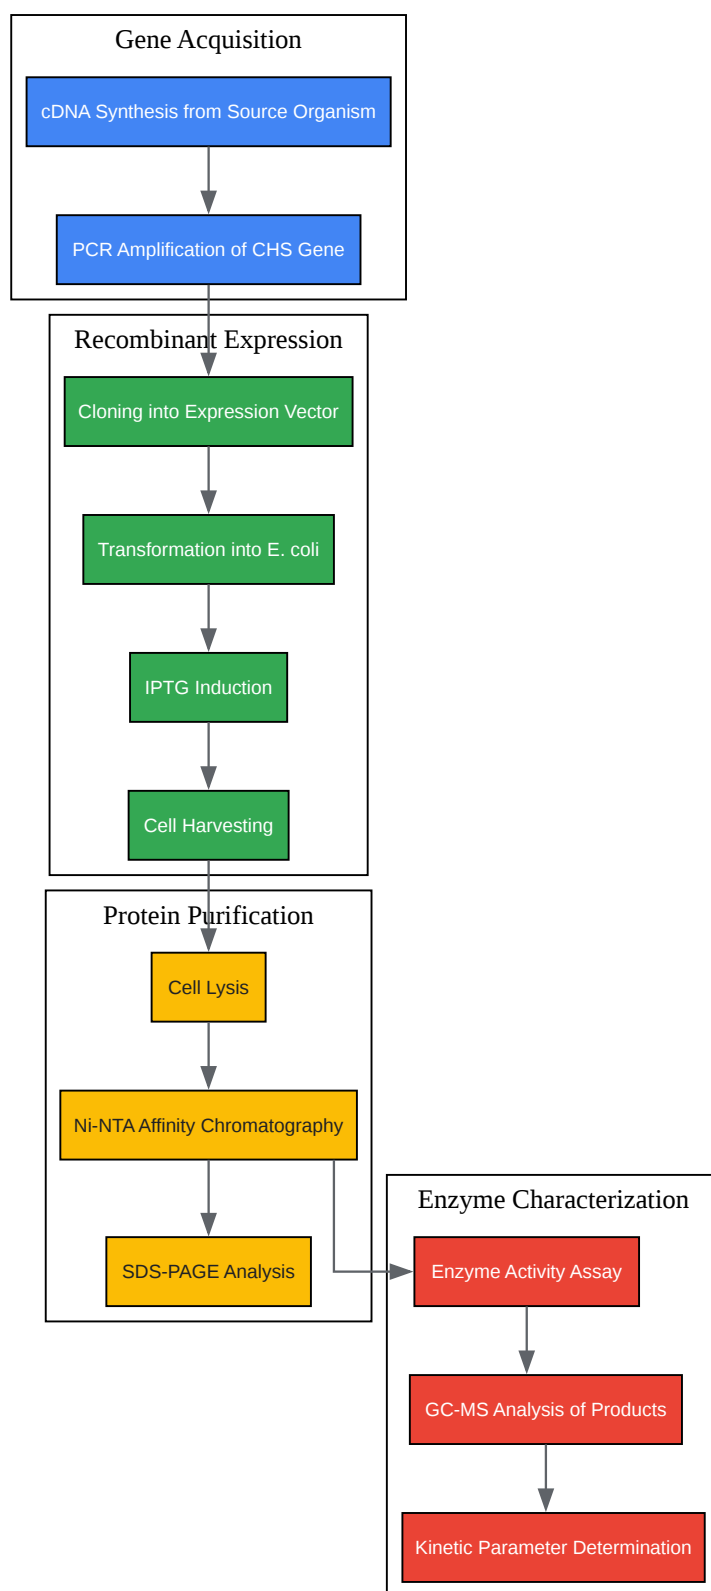 Gene Acquisition
cDNA Synthesis from Source Organism
PCR Amplification of CHS Gene
Recombinant Expression
Cloning into Expression Vector
Transformation into E. coli
IPTG Induction
Cell Harvesting
Protein Purification
Cell Lysis
Ni-NTA Affinity Chromatography
SDS-PAGE Analysis
Enzyme Characterization
Enzyme Activity Assay
GC-MS Analysis of Products
Kinetic Parameter Determination